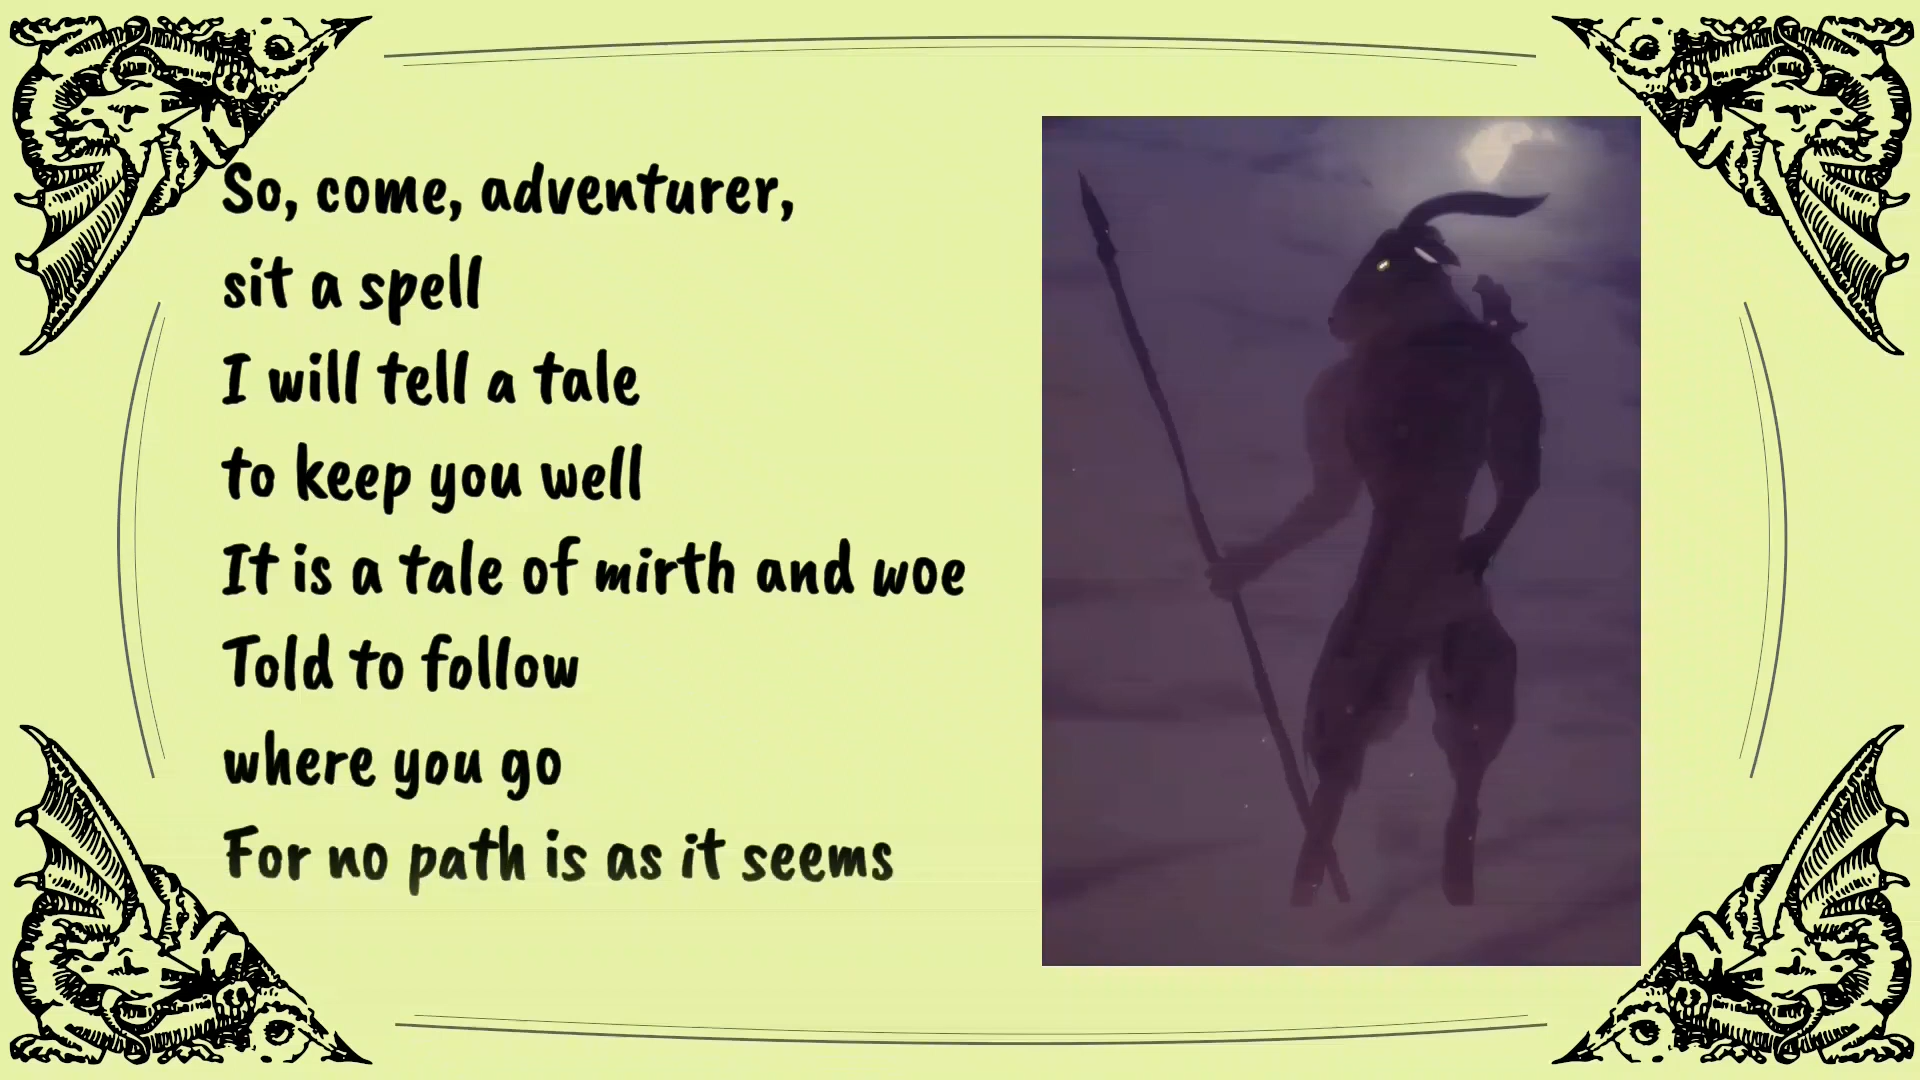 So, come, adventurer,
sit a spell
I will tell a tale
to keep you well
It is a tale of mirth and woe
Told to follow
where you go
For no path is as it seems